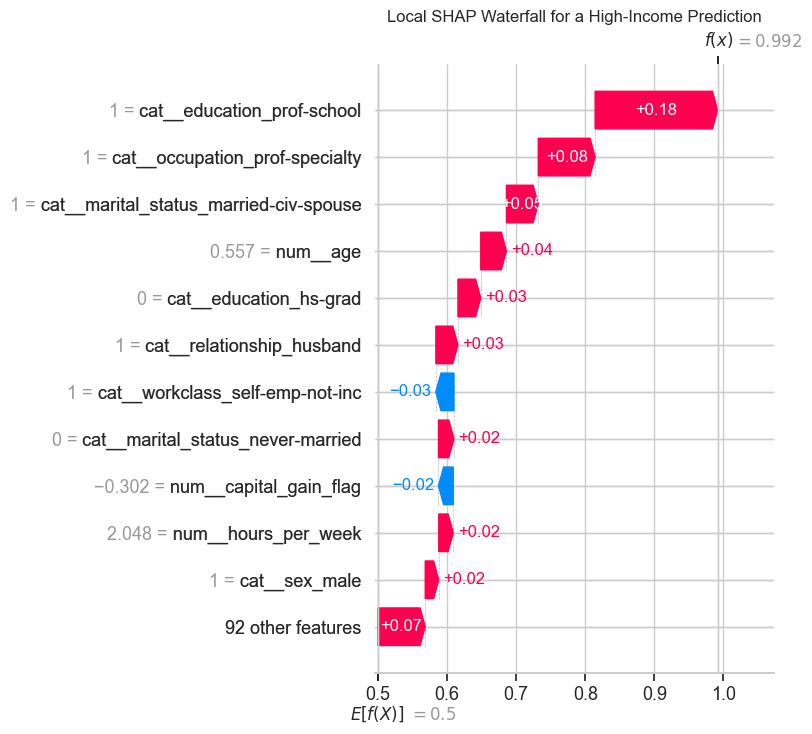 Local SHAP Waterfall for a High-Income Prediction
f(x) = 0.992
1 = cat__education_prof-school +0.18
1 = cat__occupation_prof-specialty +0.08
1 = cat__marital_status_married-civ-spouse +0.05
0.557 = num__age +0.04
0 = cat__education_hs-grad +0.03
1 = cat__relationship_husband +0.03
1 = cat__workclass_self-emp-not-inc −0.03
0 = cat__marital_status_never-married +0.02
−0.302 = num__capital_gain_flag −0.02
2.048 = num__hours_per_week +0.02
1 = cat__sex_male +0.02
92 other features +0.07
0.5 0.6 0.7 0.8 0.9 1.0
E[f(X)] = 0.5